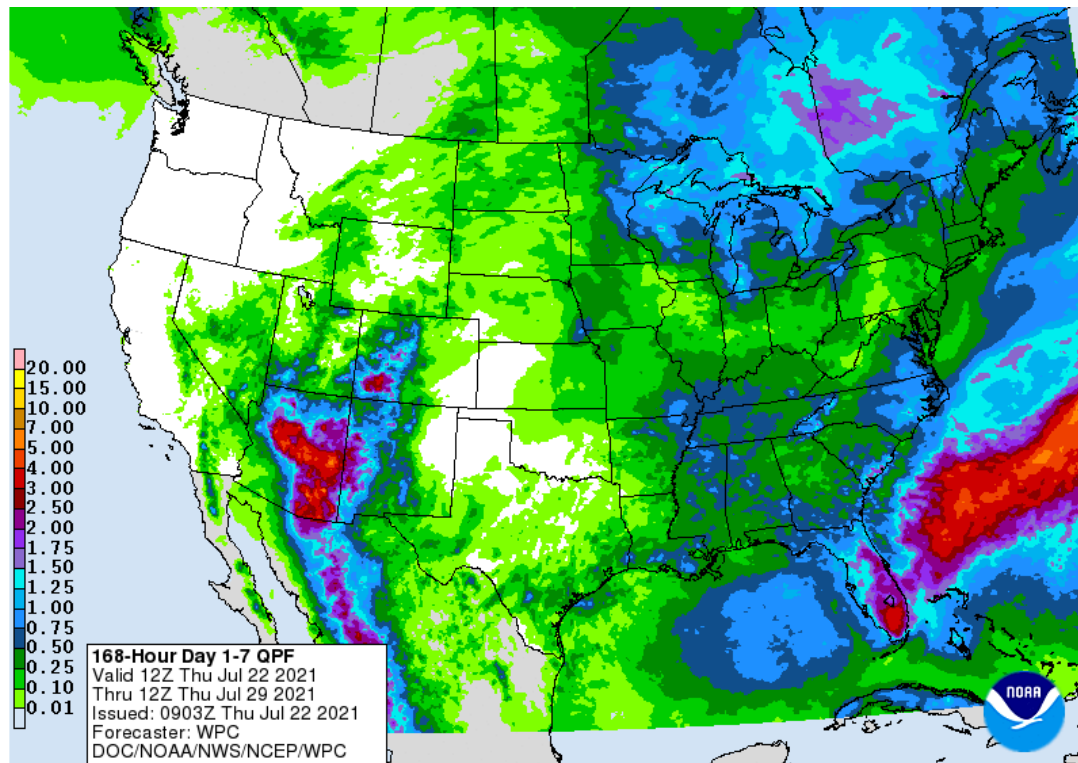 20.00
15.00
10.00
7.00
5.00
4.00
3.00
2.50
2.00
1.75
1.50
1.25
1.00
0.75
0.50
0.25
0.10
0.01
168-Hour Day 1-7 QPF
Valid 12Z Thu Jul 22 2021
Thru 12Z Thu Jul 29 2021
Issued: 0903Z Thu Jul 22 2021
Forecaster: WPC
DOC/NOAA/NWS/NCEP/WPC
NOAA